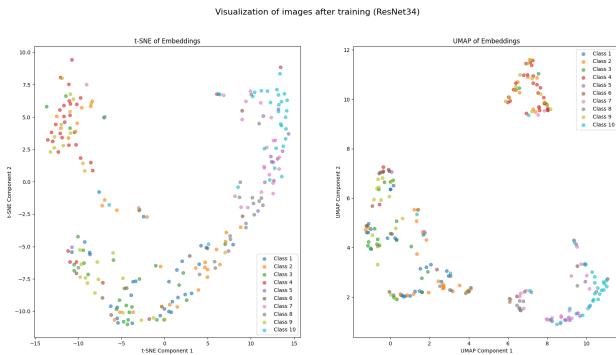 Visualization of images after training (ResNet34)
t-SNE of Embeddings
10.0
7.5
5.0
2.5
0.0
−2.5
−5.0
−7.5
−10.0
t-SNE Component 2
−15
−10
−5
0
5
10
15
t-SNE Component 1
Class 1
Class 2
Class 3
Class 4
Class 5
Class 6
Class 7
Class 8
Class 9
Class 10
UMAP of Embeddings
12
10
8
6
4
2
UMAP Component 2
0
2
4
6
8
10
UMAP Component 1
Class 1
Class 2
Class 3
Class 4
Class 5
Class 6
Class 7
Class 8
Class 9
Class 10